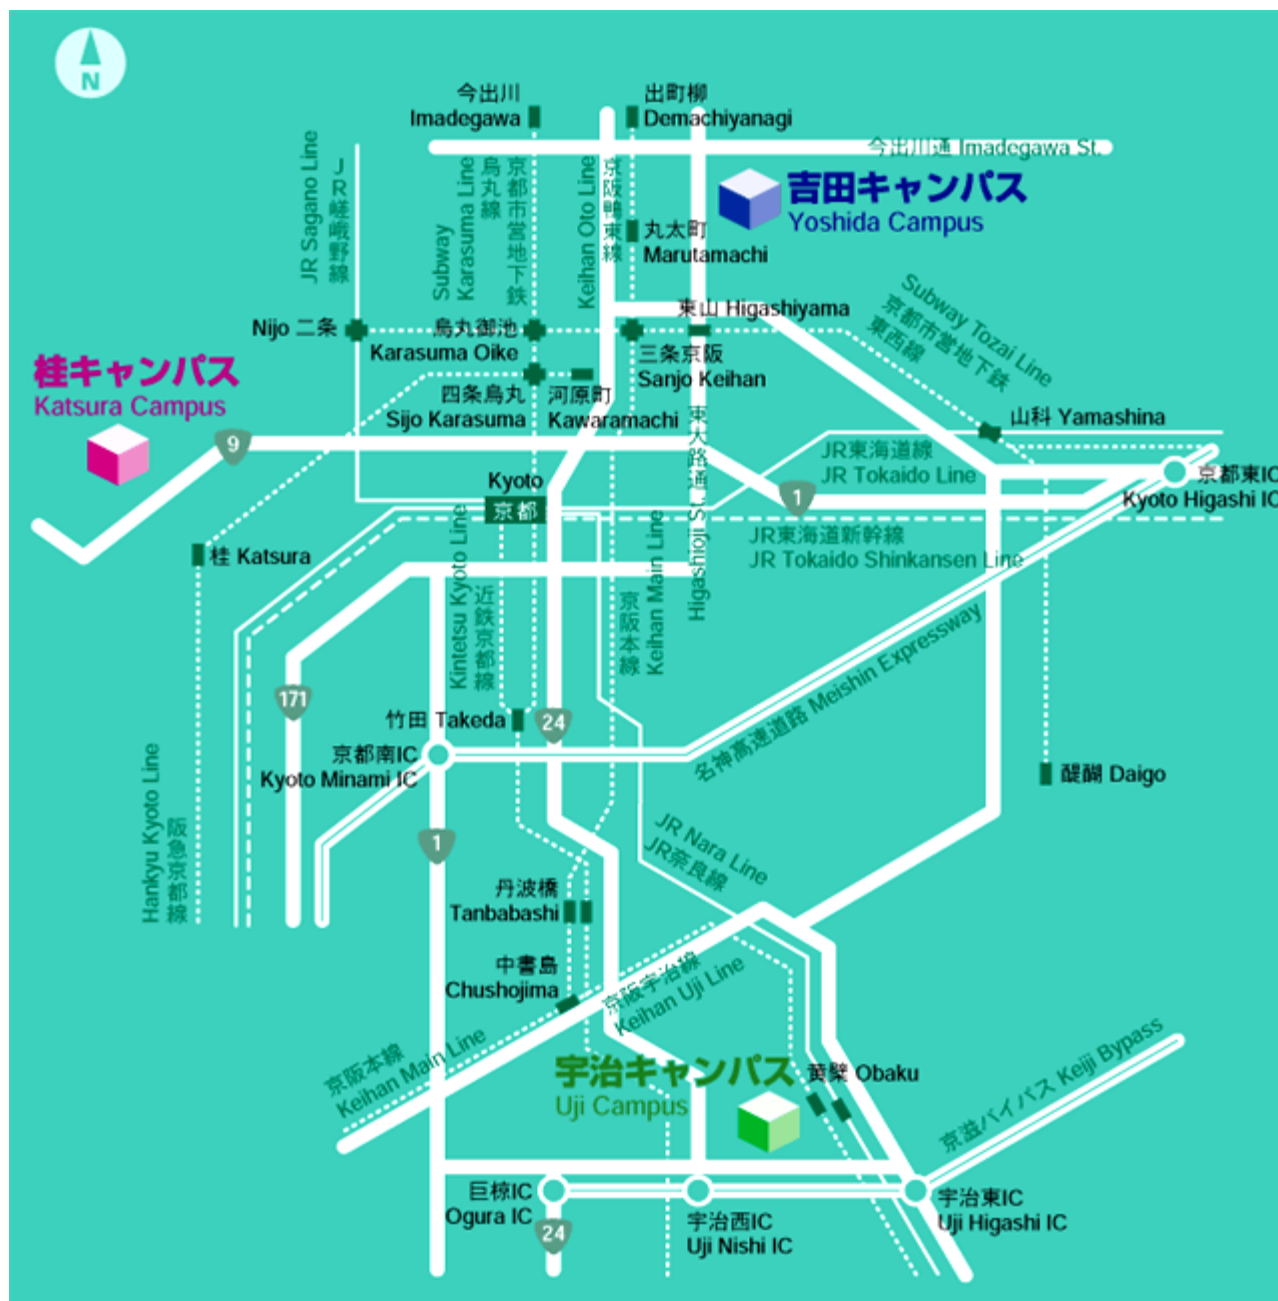 N
今出川
Imadegawa
出町柳
Demachiyanagi
今出川通 Imadegawa St.
JR Sagano Line
JR嵯峨野線
Subway
Karasuma Line
烏丸線
京都市営地下鉄
Keihan Oto Line
京阪鴨東線
吉田キャンパス
Yoshida Campus
丸太町
Marutamachi
Subway Tozai Line
京都市営地下鉄
東西線
東山 Higashiyama
Nijo 二条
烏丸御池
Karasuma Oike
三条京阪
Sanjo Keihan
桂キャンパス
Katsura Campus
四条烏丸
Sijo Karasuma
河原町
Kawaramachi
東大路通
Higashioji St.
山科 Yamashina
9
JR東海道線
JR Tokaido Line
京都東IC
Kyoto Higashi IC
1
Kyoto
京都
JR東海道新幹線
JR Tokaido Shinkansen Line
桂 Katsura
Kintetsu Kyoto Line
近鉄京都線
京阪本線
Keihan Main Line
171
竹田 Takeda
24
京都南IC
Kyoto Minami IC
名神高速道路 Meishin Expressway
醍醐 Daigo
Hankyu Kyoto Line
阪急京都線
1
JR Nara Line
JR奈良線
丹波橋
Tanbabashi
中書島
Chushojima
京阪宇治線
Keihan Uji Line
京阪本線
Keihan Main Line
宇治キャンパス
Uji Campus
黄檗 Obaku
京滋バイパス Keiji Bypass
巨椋IC
Ogura IC
24
宇治西IC
Uji Nishi IC
宇治東IC
Uji Higashi IC